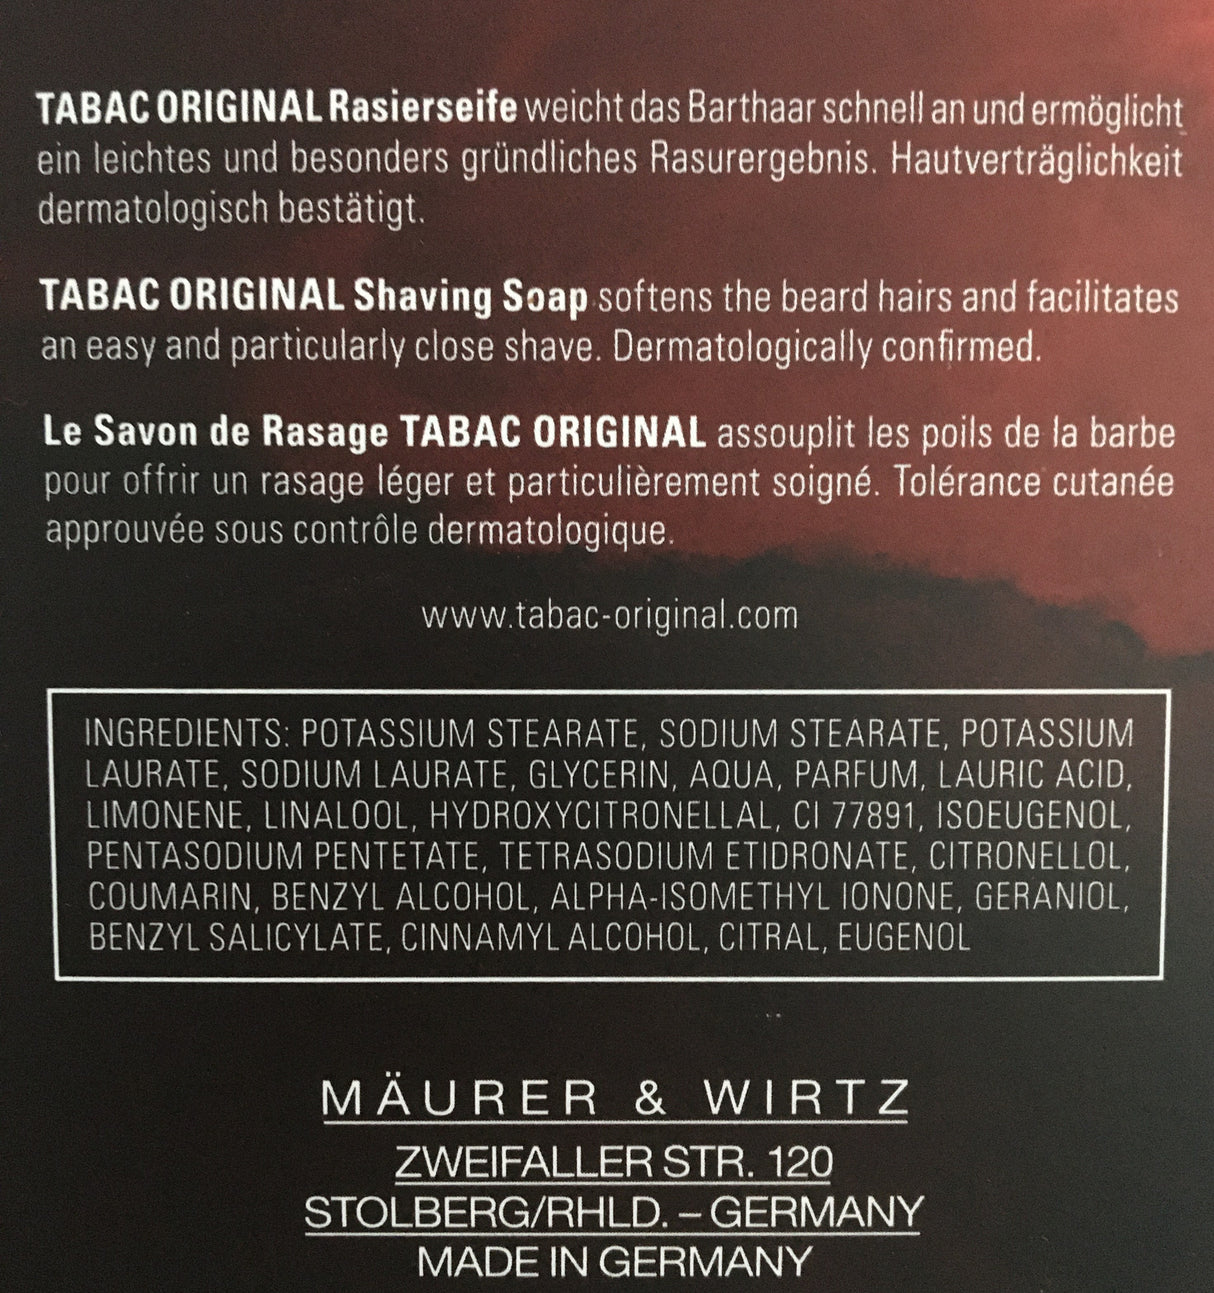 TABAC ORIGINAL Rasierseife weicht das Barthaar schnell an und ermöglicht
ein leichtes und besonders gründliches Rasurergebnis. Hautverträglichkeit
dermatologisch bestätigt.
TABAC ORIGINAL Shaving Soap softens the beard hairs and facilitates
an easy and particularly close shave. Dermatologically confirmed.
Le Savon de Rasage TABAC ORIGINAL assouplit les poils de la barbe
pour offrir un rasage léger et particulièrement soigné. Tolérance cutanée
approuvée sous contrôle dermatologique.
www.tabac-original.com
INGREDIENTS: POTASSIUM STEARATE, SODIUM STEARATE, POTASSIUM
LAURATE, SODIUM LAURATE, GLYCERIN, AQUA, PARFUM, LAURIC ACID,
LIMONENE, LINALOOL, HYDROXYCITRONELLAL, CI 77891, ISOEUGENOL,
PENTASODIUM PENTETATE, TETRASODIUM ETIDRONATE, CITRONELLOL,
COUMARIN, BENZYL ALCOHOL, ALPHA-ISOMETHYL IONONE, GERANIOL,
BENZYL SALICYLATE, CINNAMYL ALCOHOL, CITRAL, EUGENOL
MÄURER & WIRTZ
ZWEIFALLER STR. 120
STOLBERG/RHLD. – GERMANY
MADE IN GERMANY